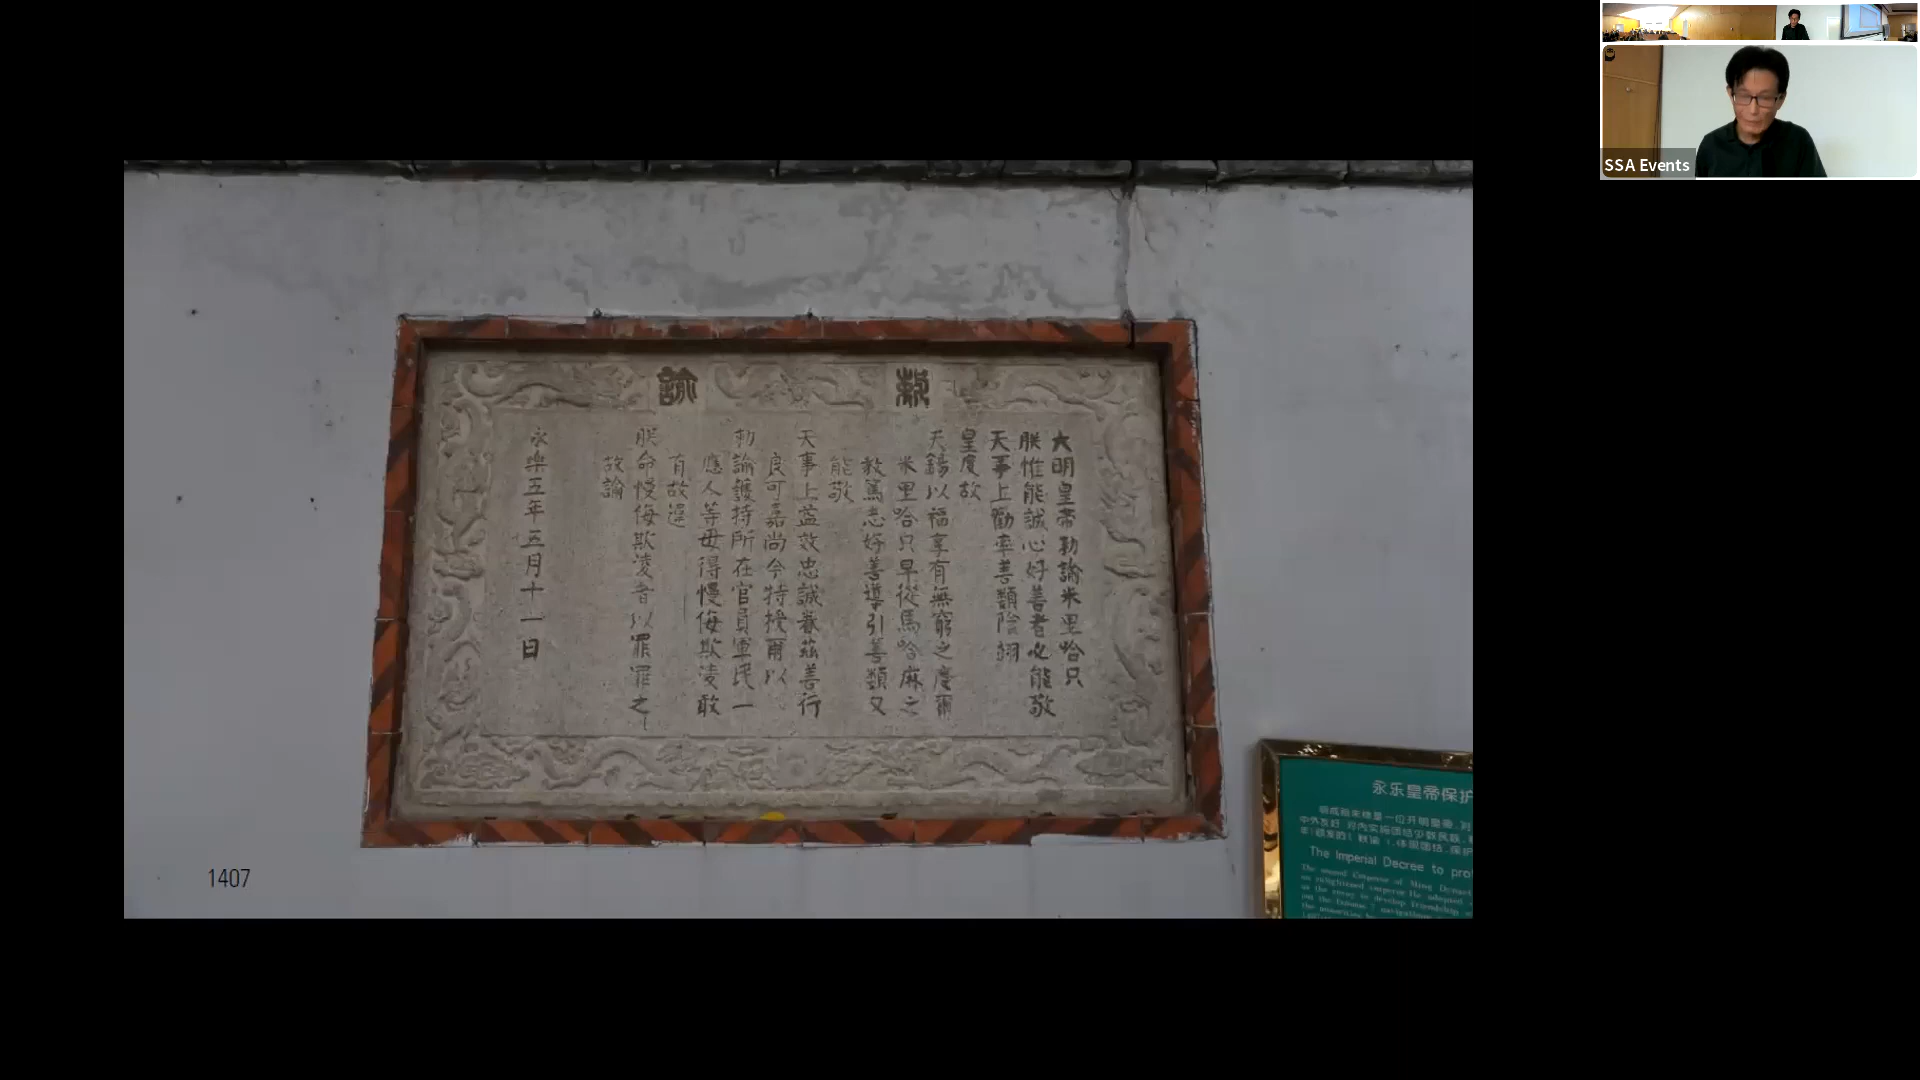 敕諭
大明皇帝勅諭米里哈只
朕惟能誠心好善者必能敬
天事上勸率善類陰翊
皇度故
天錫以福享有無窮之慶爾
米里哈只早從馬哈麻之
教篤志好善導引善類又
能敬
天事上益效忠誠眷茲善行
良可嘉尚今特授爾以
勅諭護持所在官員軍民一
應人等毋得慢侮欺凌敢
有故違
朕命慢侮欺凌者以罪罪之
故諭
永樂五年五月十一日
永乐皇帝保护
The Imperial Decree to pro
1407
SSA Events